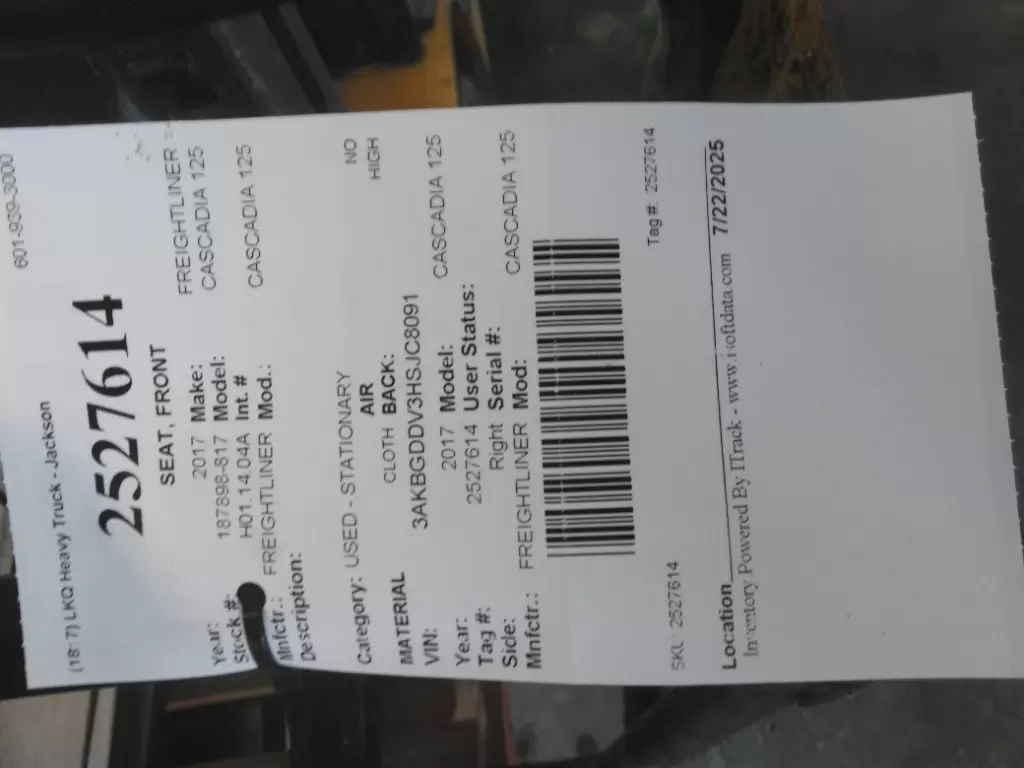 (18 7) LKQ Heavy Truck - Jackson 601-939-3000
2527614
SEAT, FRONT
Year: 2017 Make: FREIGHTLINER
Stock #: 187898-817 Model: CASCADIA 125
H01.14.04A Int. #
Mnfctr.: FREIGHTLINER Mod.: CASCADIA 125
Description:
Category: USED - STATIONARY NO
AIR HIGH
MATERIAL CLOTH BACK:
VIN: 3AKBGDDV3HSJC8091
Year: 2017 Model: CASCADIA 125
Tag #: 2527614 User Status:
Side: Right Serial #:
Mnfctr.: FREIGHTLINER Mod: CASCADIA 125
SKU: 2527614 Tag#: 2527614
Location 7/22/2025
Inventory Powered By ITrack - www.isoftdata.com